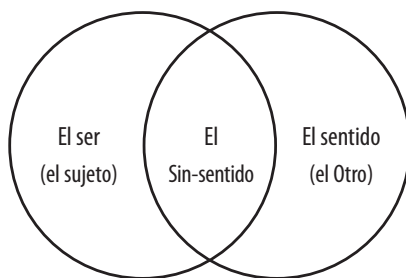 El ser
(el sujeto)
El
Sin-sentido
El sentido
(el Otro)